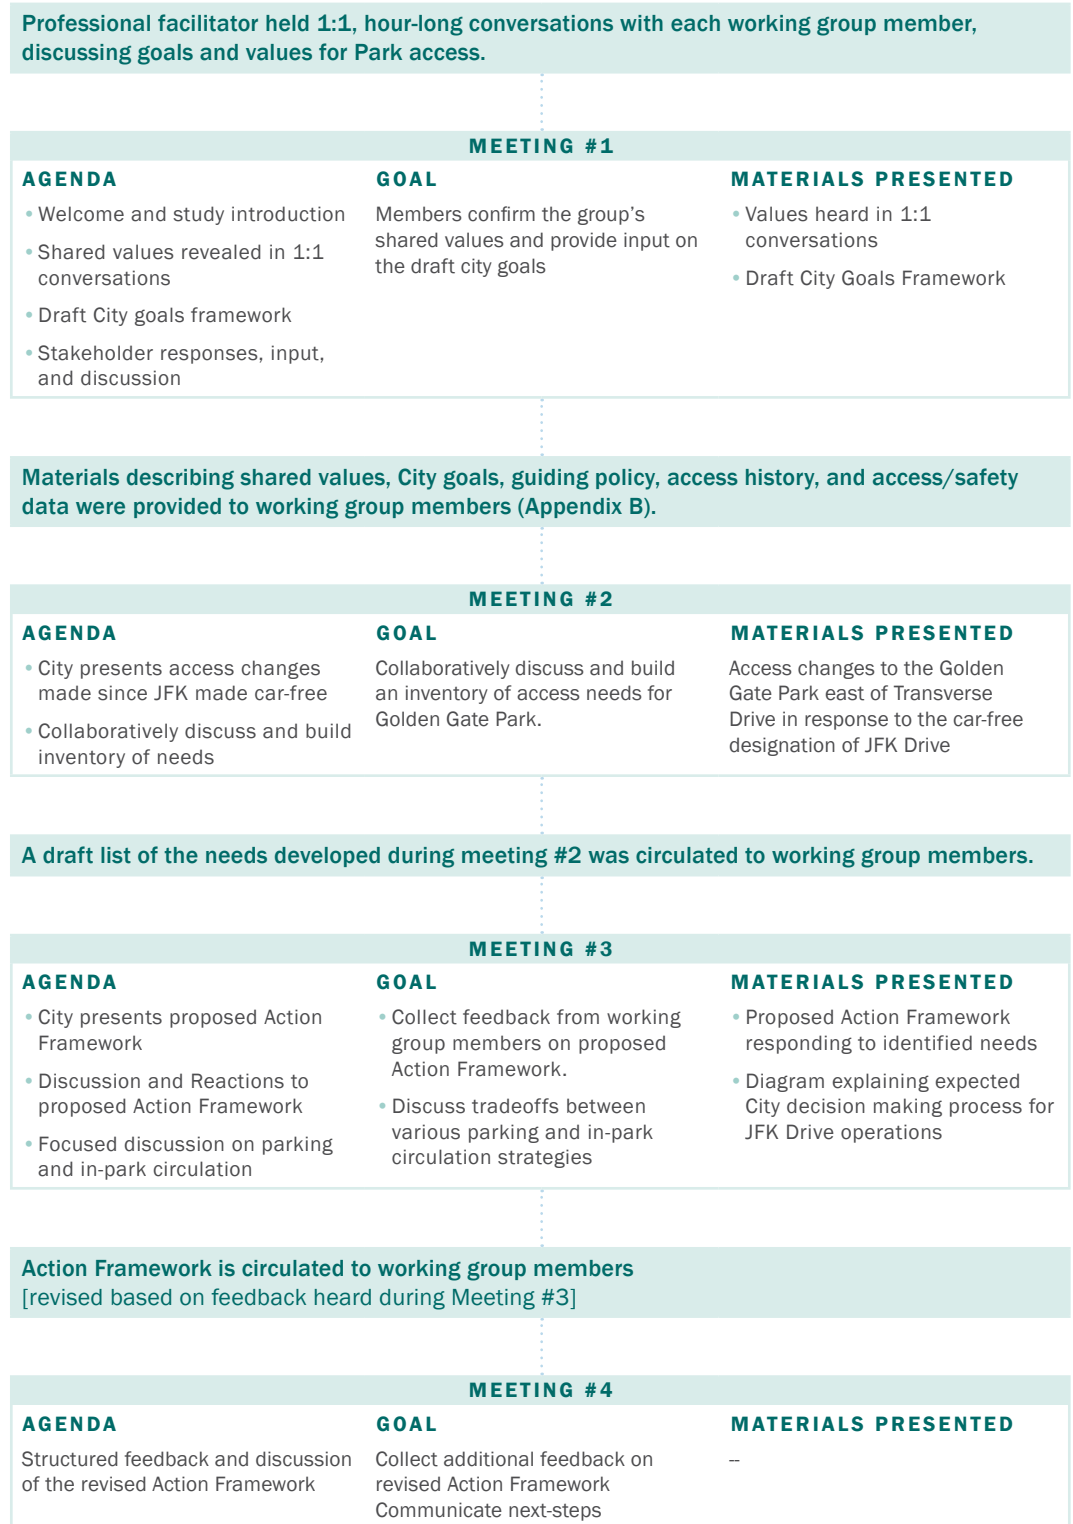 Professional facilitator held 1:1, hour-long conversations with each working group member,
discussing goals and values for Park access.
MEETING #1
AGENDA
• Welcome and study introduction
• Shared values revealed in 1:1
conversations
• Draft City goals framework
• Stakeholder responses, input,
and discussion
GOAL
Members confirm the group's
shared values and provide input on
the draft city goals
MATERIALS PRESENTED
• Values heard in 1:1
conversations
• Draft City Goals Framework
Materials describing shared values, City goals, guiding policy, access history, and access/safety
data were provided to working group members (Appendix B).
MEETING #2
AGENDA
• City presents access changes
made since JFK made car-free
• Collaboratively discuss and build
inventory of needs
GOAL
Collaboratively discuss and build
an inventory of access needs for
Golden Gate Park.
MATERIALS PRESENTED
Access changes to the Golden
Gate Park east of Transverse
Drive in response to the car-free
designation of JFK Drive
A draft list of the needs developed during meeting #2 was circulated to working group members.
MEETING #3
AGENDA
• City presents proposed Action
Framework
• Discussion and Reactions to
proposed Action Framework
• Focused discussion on parking
and in-park circulation
GOAL
• Collect feedback from working
group members on proposed
Action Framework.
• Discuss tradeoffs between
various parking and in-park
circulation strategies
MATERIALS PRESENTED
• Proposed Action Framework
responding to identified needs
• Diagram explaining expected
City decision making process for
JFK Drive operations
Action Framework is circulated to working group members
[revised based on feedback heard during Meeting #3]
MEETING #4
AGENDA
Structured feedback and discussion
of the revised Action Framework
GOAL
Collect additional feedback on
revised Action Framework
Communicate next-steps
MATERIALS PRESENTED
--